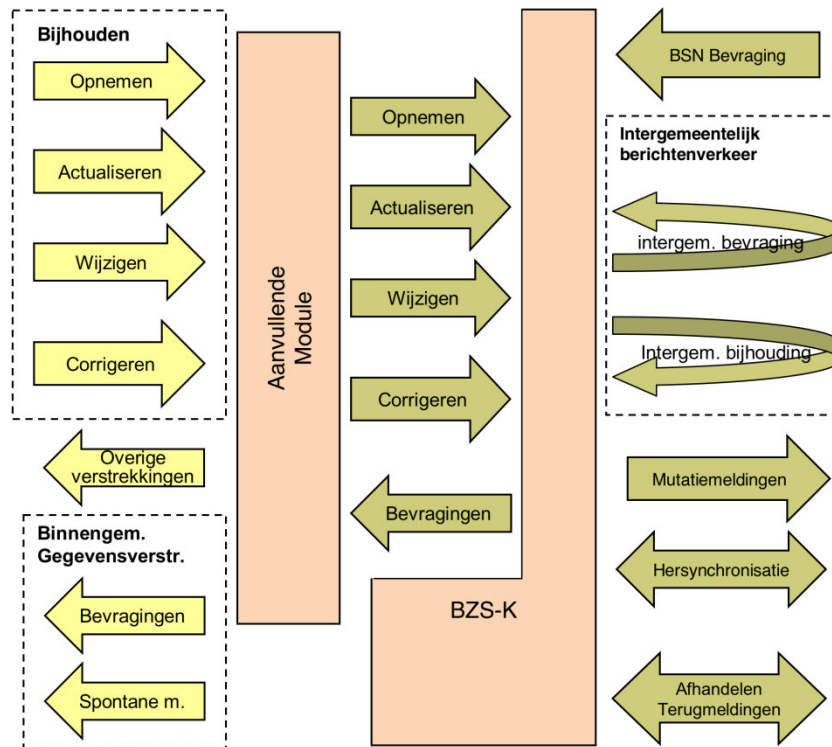 Bijhouden
Opnemen
Actualiseren
Wijzigen
Corrigeren
Overige
verstrekkingen
Binnengem.
Gegevensverstr.
Bevragingen
Spontane m.
Aanvullende
Module
Opnemen
Actualiseren
Wijzigen
Corrigeren
Bevragingen
BZS-K
BSN Bevraging
Intergemeentelijk
berichtenverkeer
intergem. bevraging
Intergem. bijhouding
Mutatiemeldingen
Hersynchronisatie
Afhandelen
Terugmeldingen